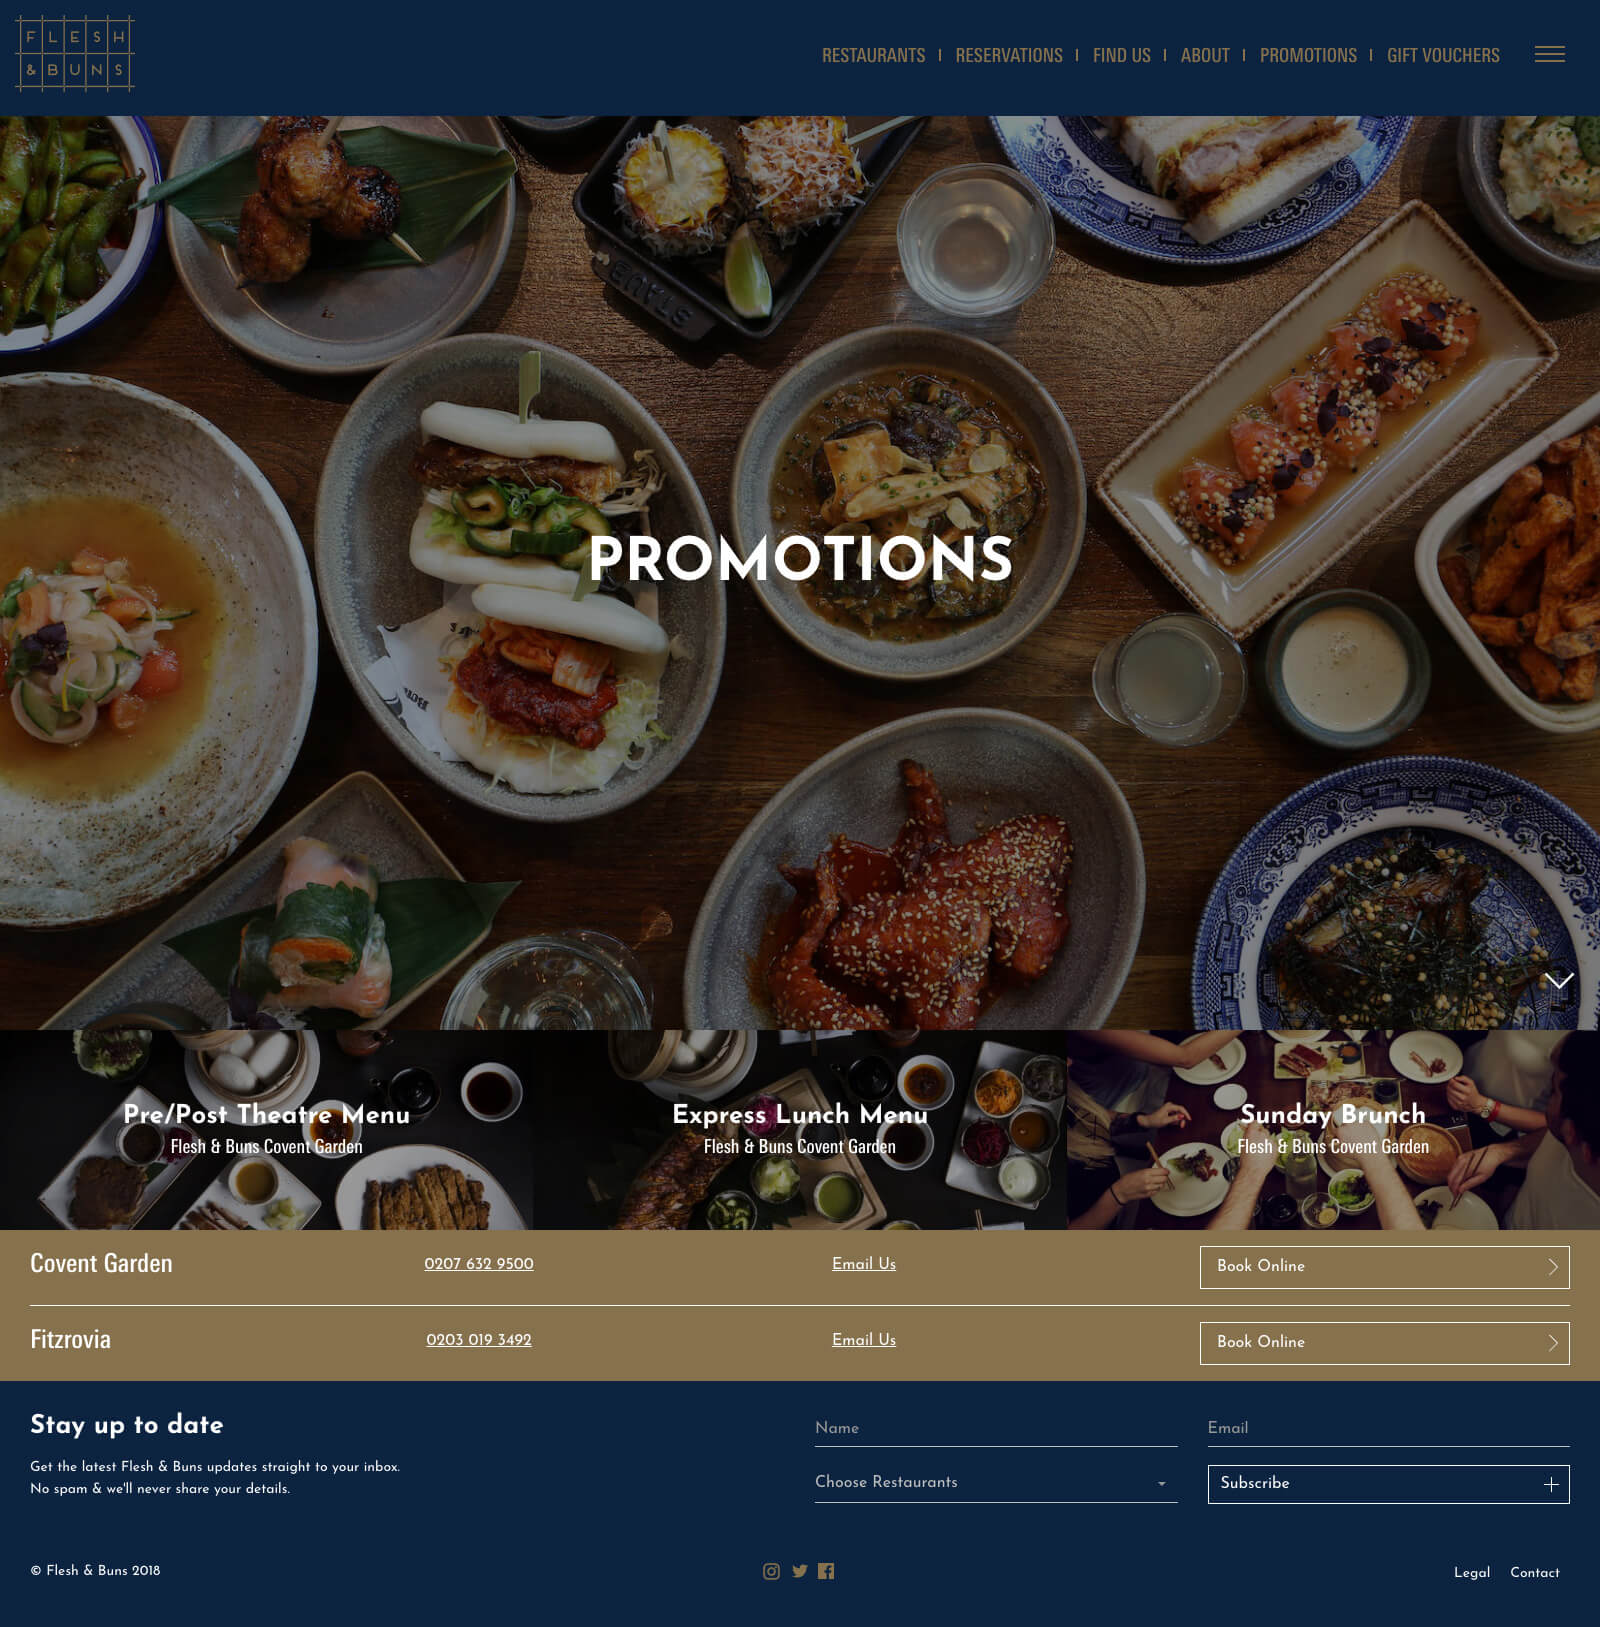 FLESH
& BUNS
RESTAURANTS
RESERVATIONS
FIND US
ABOUT
PROMOTIONS
GIFT VOUCHERS
PROMOTIONS
Pre/Post Theatre Menu
Flesh & Buns Covent Garden
Express Lunch Menu
Flesh & Buns Covent Garden
Sunday Brunch
Flesh & Buns Covent Garden
Covent Garden
0207 632 9500
Email Us
Book Online
Fitzrovia
0203 019 3492
Email Us
Book Online
Stay up to date
Get the latest Flesh & Buns updates straight to your inbox.
No spam & we'll never share your details.
Name
Email
Choose Restaurants
Subscribe
© Flesh & Buns 2018
Legal
Contact